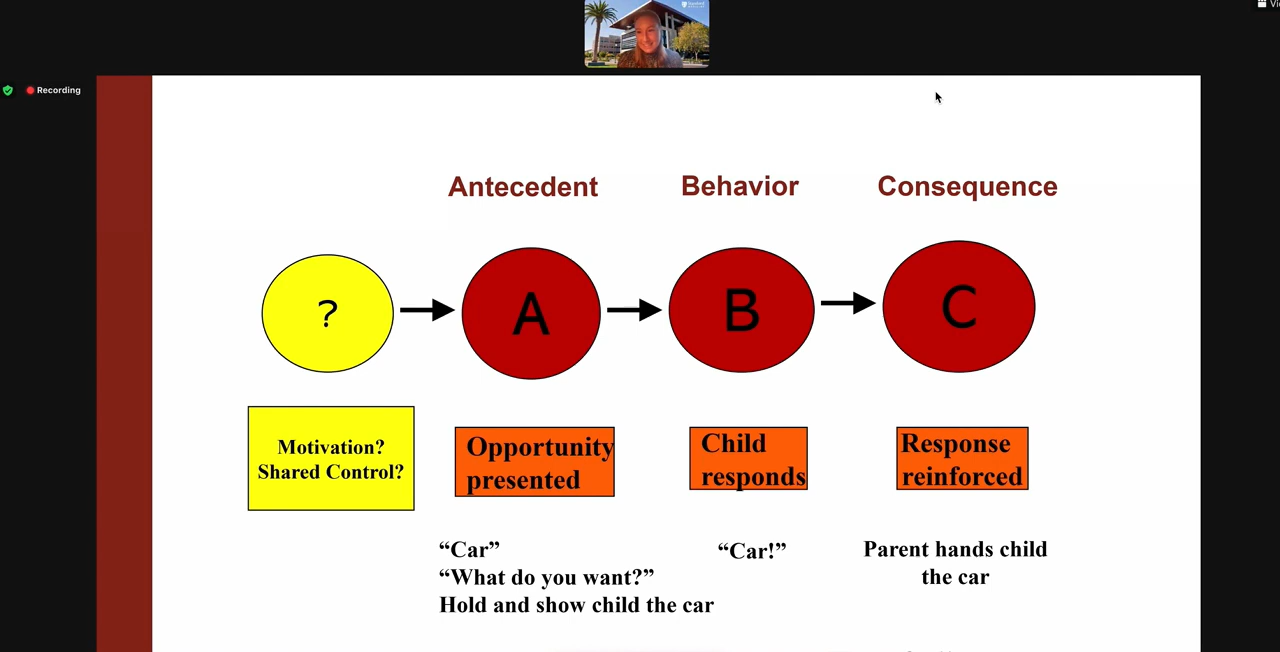 Stanford
Recording
Antecedent Behavior Consequence
? A B C
Motivation?
Shared Control?
Opportunity
presented
Child
responds
Response
reinforced
“Car”
“What do you want?”
Hold and show child the car
“Car!”
Parent hands child
the car